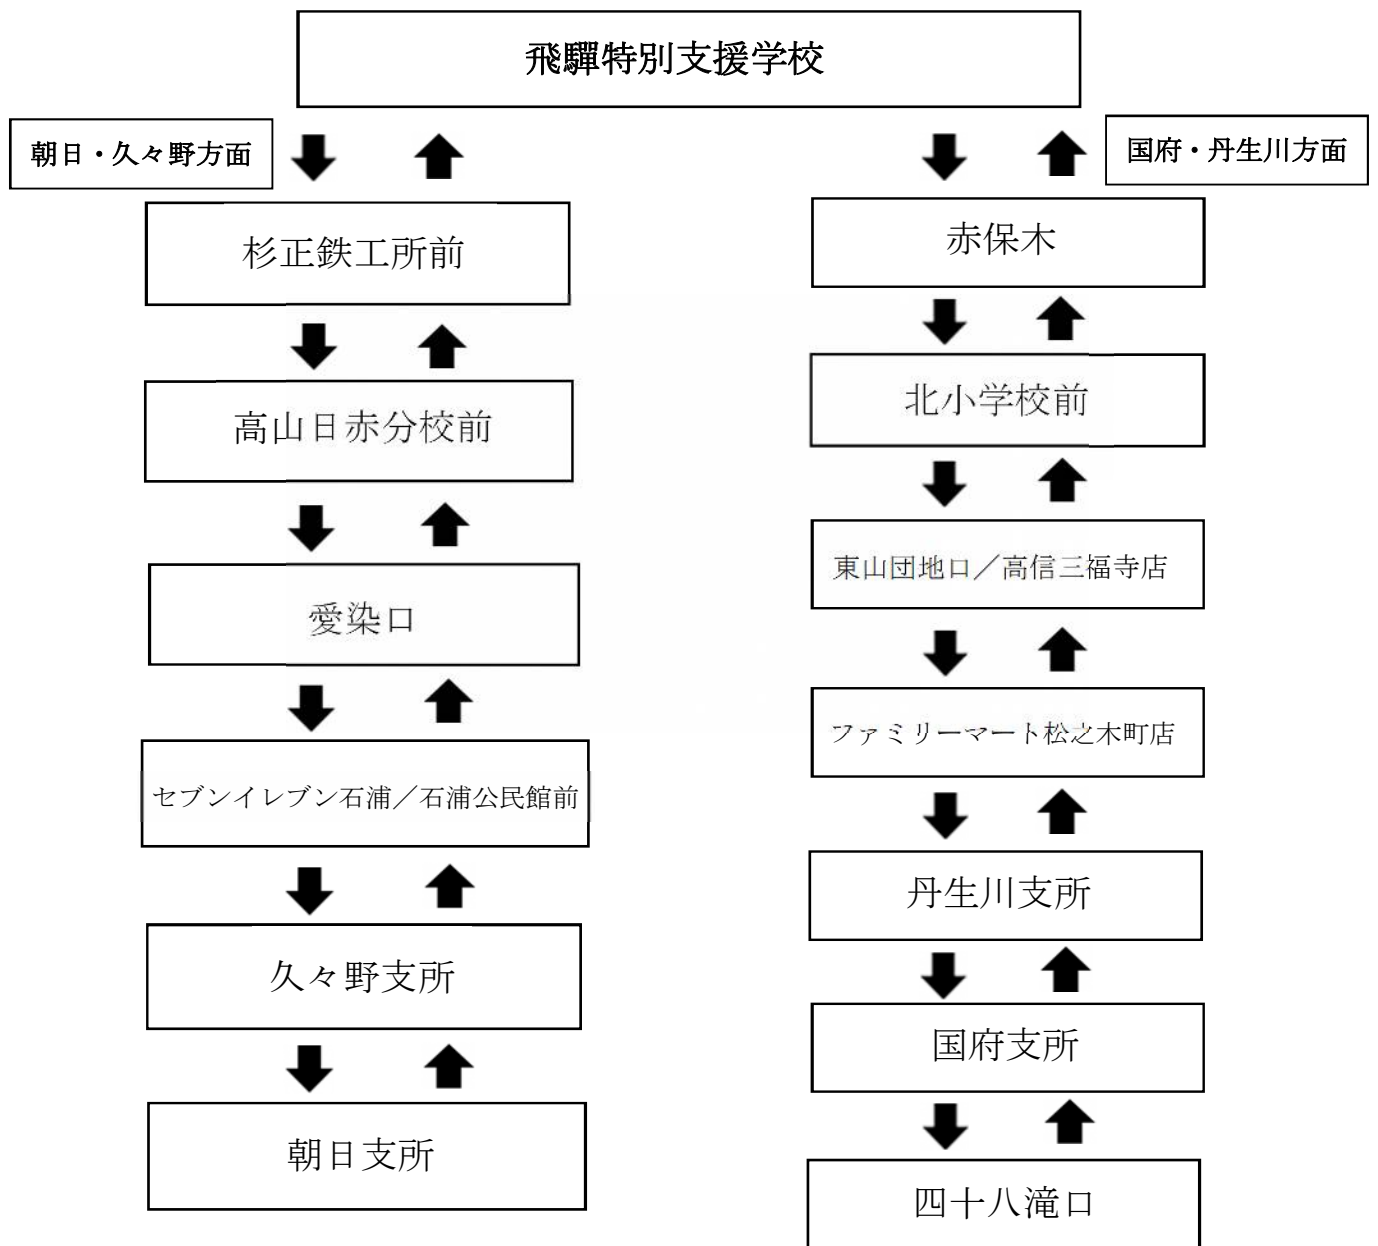 飛驒特別支援学校
朝日・久々野方面
杉正鉄工所前
高山日赤分校前
愛染口
セブンイレブン石浦／石浦公民館前
久々野支所
朝日支所
国府・丹生川方面
赤保木
北小学校前
東山団地口／高信三福寺店
ファミリーマート松之木町店
丹生川支所
国府支所
四十八滝口